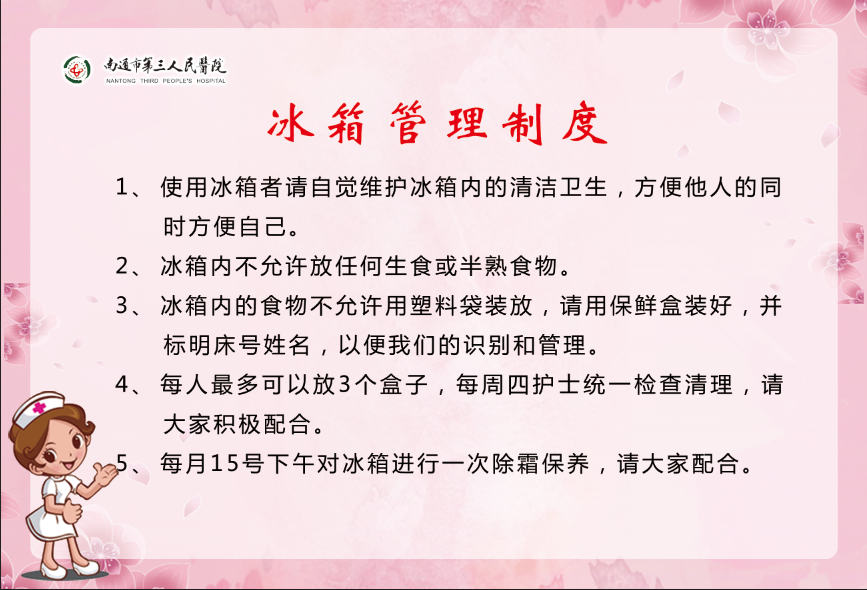 南通市第三人民醫院
NANTONG THIRD PEOPLE'S HOSPITAL
冰箱管理制度
1、使用冰箱者请自觉维护冰箱内的清洁卫生，方便他人的同
时方便自己。
2、冰箱内不允许放任何生食或半熟食物。
3、冰箱内的食物不允许用塑料袋装放，请用保鲜盒装好，并
标明床号姓名，以便我们的识别和管理。
4、每人最多可以放3个盒子，每周四护士统一检查清理，请
大家积极配合。
5、每月15号下午对冰箱进行一次除霜保养，请大家配合。